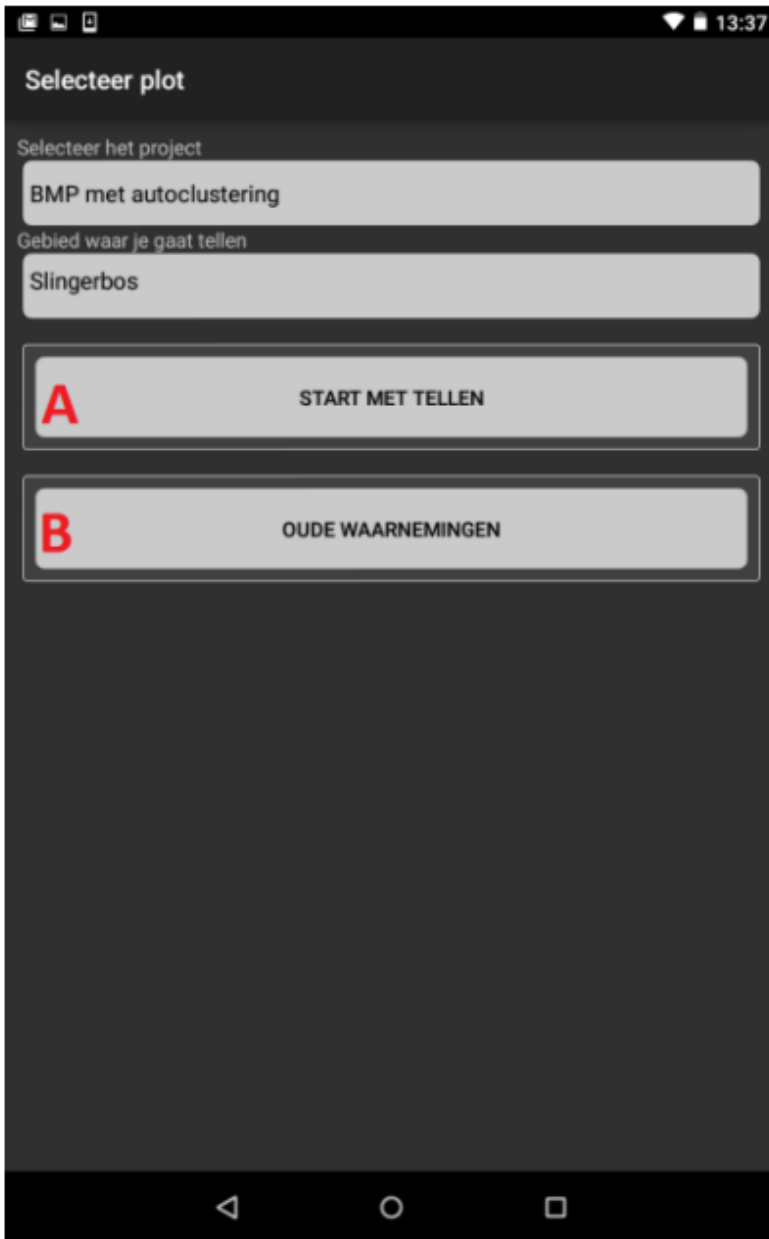 13:37
Selecteer plot
Selecteer het project
BMP met autoclustering
Gebied waar je gaat tellen
Slingerbos
A START MET TELLEN
B OUDE WAARNEMINGEN